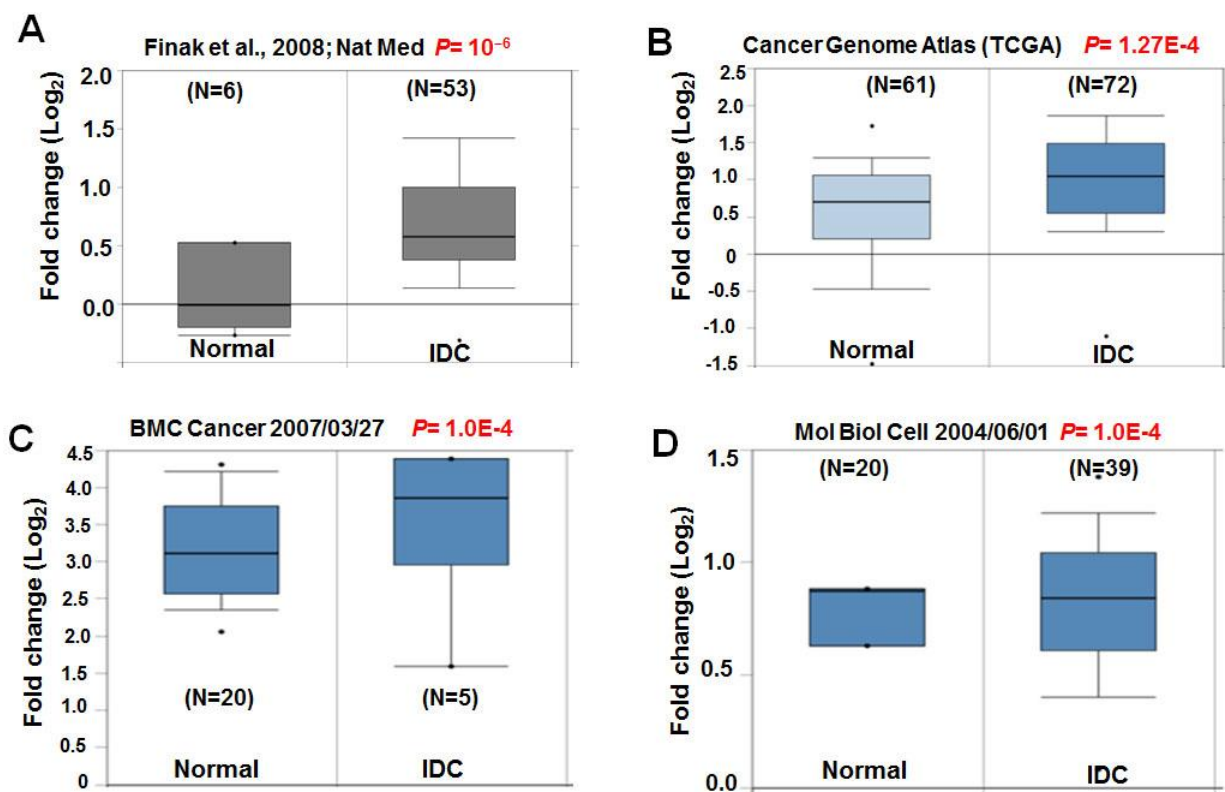 A
Finak et al., 2008; Nat Med P= 10⁻⁶
Fold change (Log₂)
2.0
1.5
1.0
0.5
0.0
(N=6)
(N=53)
Normal
IDC
B
Cancer Genome Atlas (TCGA) P= 1.27E-4
Fold change (Log₂)
2.5
2.0
1.5
1.0
0.5
0
-0.5
-1.0
-1.5
(N=61)
(N=72)
Normal
IDC
C
BMC Cancer 2007/03/27 P= 1.0E-4
Fold change (Log₂)
4.5
4.0
3.5
3.0
2.5
2.0
1.5
1.0
0.5
0
(N=20)
(N=5)
Normal
IDC
D
Mol Biol Cell 2004/06/01 P= 1.0E-4
Fold change (Log₂)
1.5
1.0
0.5
0.0
(N=20)
(N=39)
Normal
IDC